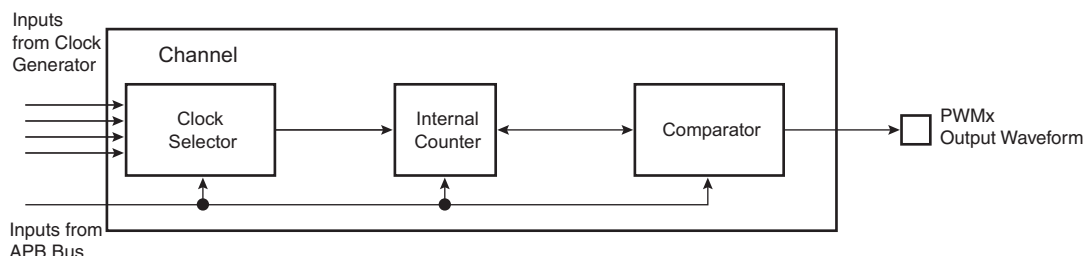 Inputs
from Clock
Generator
Channel
Clock
Selector
Internal
Counter
Comparator
PWMx
Output Waveform
Inputs from
APB Bus